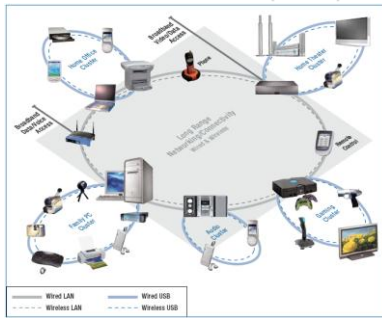 Broadband
Video/Data
Access
Phone
Home Office
Cluster
Home Theater
Cluster
Broadband
Data/Voice
Access
Long Range
Networking/Connectivity
Wired & Wireless
Remote
Control
Family PC
Cluster
Audio
Cluster
Gaming
Cluster
Wired LAN
Wired USB
Wireless LAN
Wireless USB